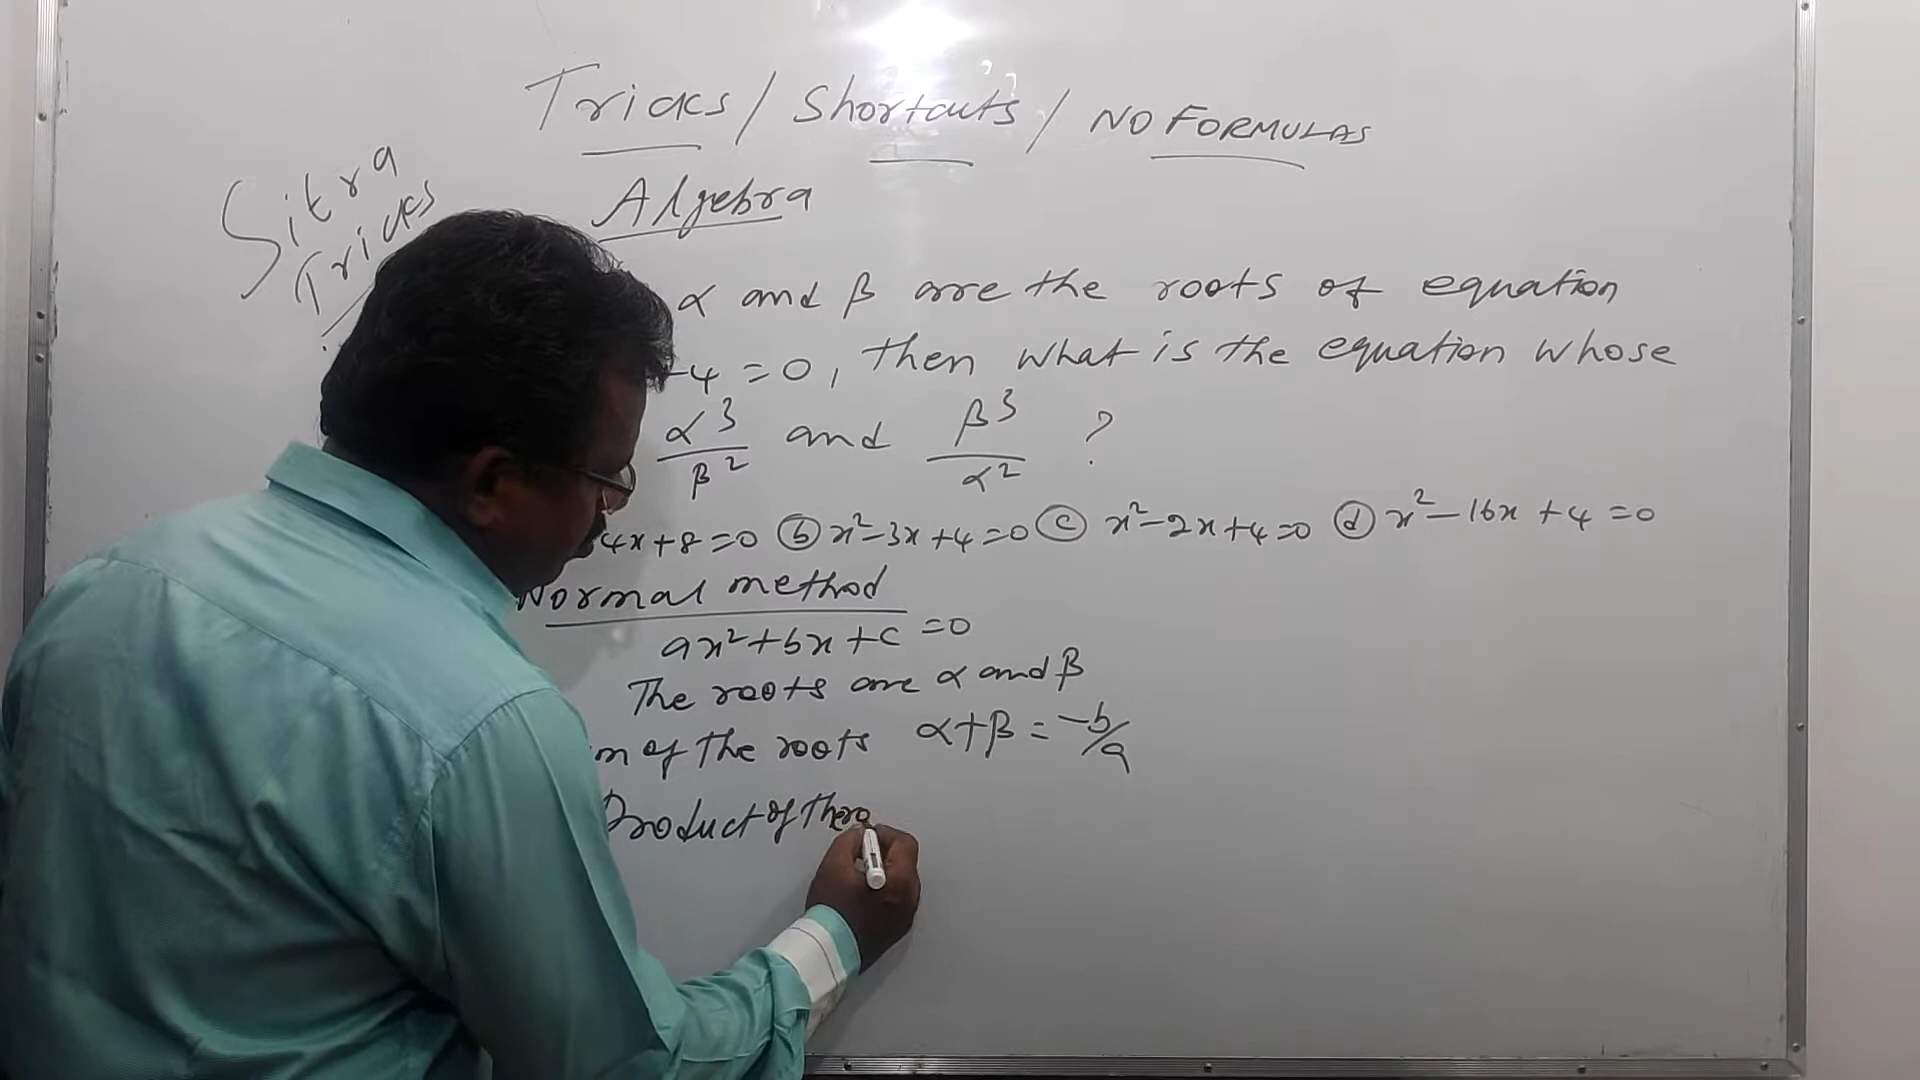 Tricks / Shortcuts / NO FORMULAS
Sitra
Tricks
Algebra
α and β are the roots of equation
4 = 0, then what is the equation whose
α³/β² and β³/α² ?
4x + 8 = 0 (b) x² - 3x + 4 = 0 (c) x² - 2x + 4 = 0 (d) x² - 16x + 4 = 0
Normal method
ax² + bx + c = 0
The roots are α and β
of the roots α + β = -b/a
Product of the ro